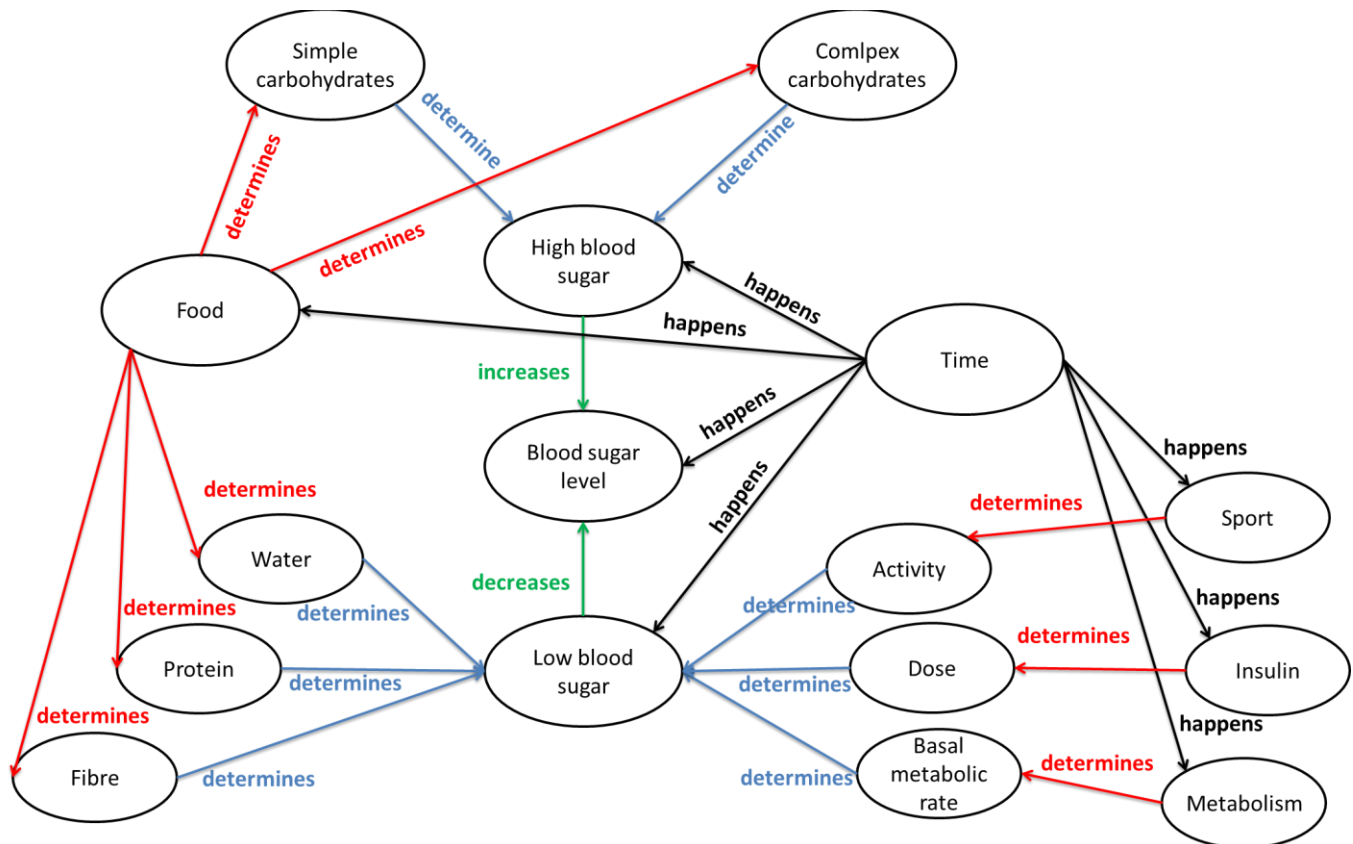 Simple
carbohydrates
Comlpex
carbohydrates
determine
determine
determines
determines
High blood
sugar
happens
Food
happens
Time
increases
happens
happens
Blood sugar
level
happens
determines
determines
Sport
Water
decreases
Activity
determines
determines
determines
happens
Protein
determines
Low blood
sugar
Dose
determines
determines
Insulin
determines
happens
Fibre
determines
determines
Basal
metabolic
rate
determines
Metabolism